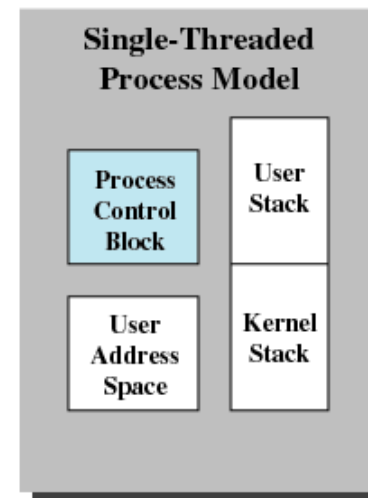 Single-Threaded
Process Model
Process
Control
Block
User
Stack
User
Address
Space
Kernel
Stack